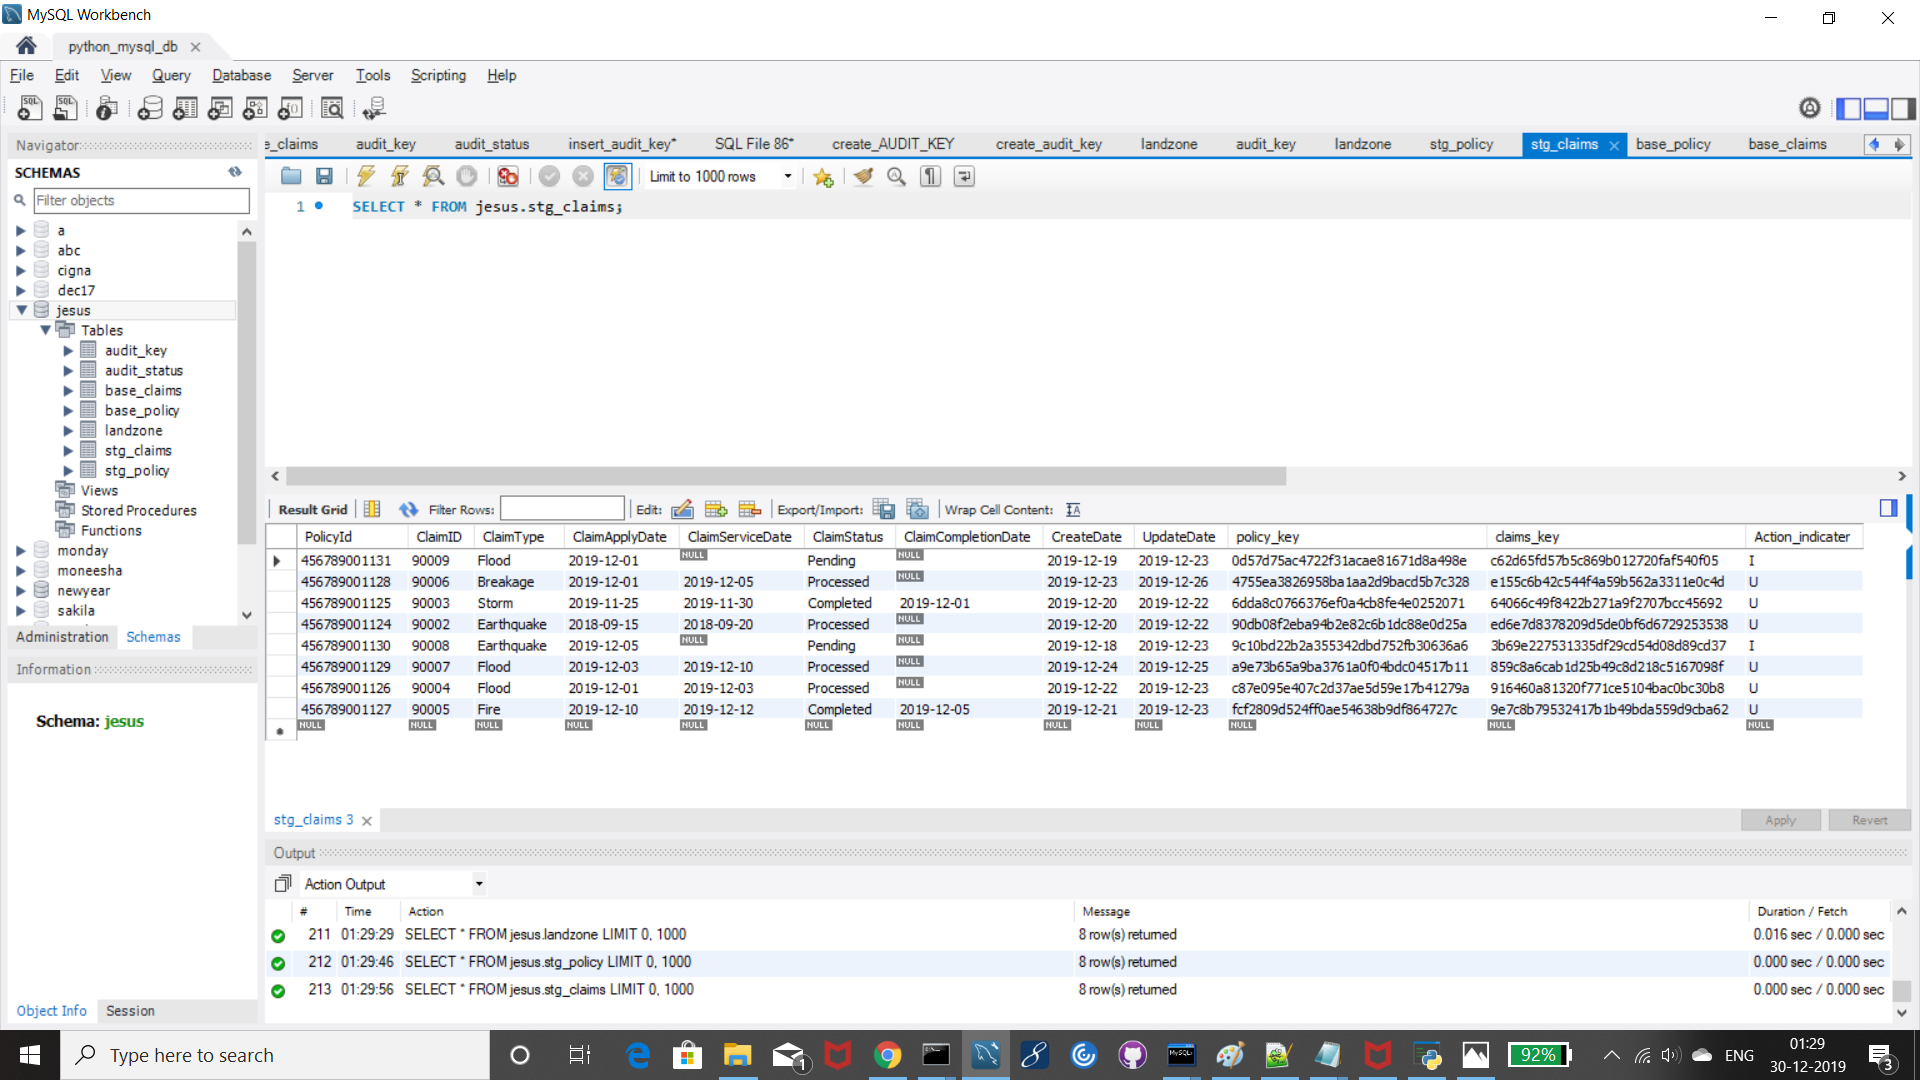 MySQL Workbench
python_mysql_db
File Edit View Query Database Server Tools Scripting Help
Navigator
SCHEMAS
Filter objects
a
abc
cigna
dec17
jesus
Tables
audit_key
audit_status
base_claims
base_policy
landzone
stg_claims
stg_policy
Views
Stored Procedures
Functions
monday
moneesha
newyear
sakila
Administration Schemas
Information
Schema: jesus
Object Info Session
e_claims audit_key audit_status insert_audit_key* SQL File 86* create_AUDIT_KEY create_audit_key landzone audit_key landzone stg_policy stg_claims base_policy base_claims
Limit to 1000 rows
1 SELECT * FROM jesus.stg_claims;
Result Grid Filter Rows: Edit: Export/Import: Wrap Cell Content:
PolicyId ClaimID ClaimType ClaimApplyDate ClaimServiceDate ClaimStatus ClaimCompletionDate CreateDate UpdateDate policy_key claims_key Action_indicater
456789001131 90009 Flood 2019-12-01 NULL Pending NULL 2019-12-19 2019-12-23 0d57d75ac4722f31acae81671d8a498e c62d65fd57b5c869b012720faf540f05 I
456789001128 90006 Breakage 2019-12-01 2019-12-05 Processed NULL 2019-12-23 2019-12-26 4755ea3826958ba1aa2d9bacd5b7c328 e155c6b42c544f4a59b562a3311e0c4d U
456789001125 90003 Storm 2019-11-25 2019-11-30 Completed 2019-12-01 2019-12-20 2019-12-22 6dda8c0766376ef0a4cb8fe4e0252071 64066c49f8422b271a9f2707bcc45692 U
456789001124 90002 Earthquake 2018-09-15 2018-09-20 Processed NULL 2019-12-20 2019-12-22 90db08f2eba94b2e82c6b1dc88e0d25a ed6e7d8378209d5de0bf6d6729253538 U
456789001130 90008 Earthquake 2019-12-05 NULL Pending NULL 2019-12-18 2019-12-23 9c10bd22b2a355342dbd752fb30636a6 3b69e227531335df29cd54d08d89cd37 I
456789001129 90007 Flood 2019-12-03 2019-12-10 Processed NULL 2019-12-24 2019-12-25 a9e73b65a9ba3761a0f04bdc04517b11 859c8a6cab1d25b49c8d218c5167098f U
456789001126 90004 Flood 2019-12-01 2019-12-03 Processed NULL 2019-12-22 2019-12-23 c87e095e407c2d37ae5d59e17b41279a 916460a81320f771ce5104bac0bc30b8 U
456789001127 90005 Fire 2019-12-10 2019-12-12 Completed 2019-12-05 2019-12-21 2019-12-23 fcf2809d524ff0ae54638b9df864727c 9e7c8b79532417b1b49bda559d9cba62 U
NULL NULL NULL NULL NULL NULL NULL NULL NULL NULL NULL NULL
stg_claims 3
Apply Revert
Output
Action Output
# Time Action Message Duration / Fetch
211 01:29:29 SELECT * FROM jesus.landzone LIMIT 0, 1000 8 row(s) returned 0.016 sec / 0.000 sec
212 01:29:46 SELECT * FROM jesus.stg_policy LIMIT 0, 1000 8 row(s) returned 0.000 sec / 0.000 sec
213 01:29:56 SELECT * FROM jesus.stg_claims LIMIT 0, 1000 8 row(s) returned 0.000 sec / 0.000 sec
Type here to search
1
MySQL
92%
ENG
01:29
30-12-2019
3